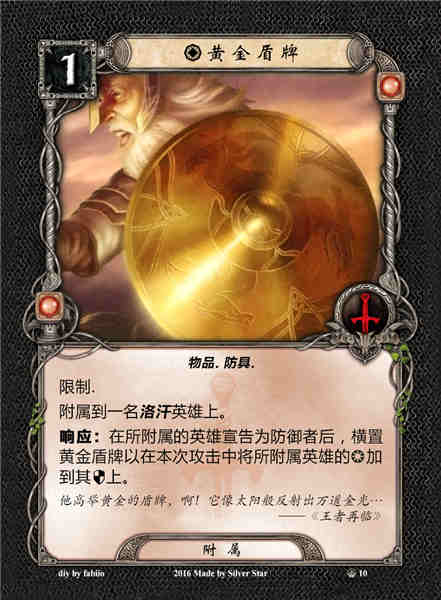 1
黄金盾牌
物品. 防具.
限制.
附属到一名洛汗英雄上。
响应：在所附属的英雄宣告为防御者后，横置
黄金盾牌以在本次攻击中将所附属英雄的加
到其上。
他高举黄金的盾牌，啊！它像太阳般反射出万道金光…
——《王者再临》
附属
diy by fabiio
2016 Made by Silver Star
10